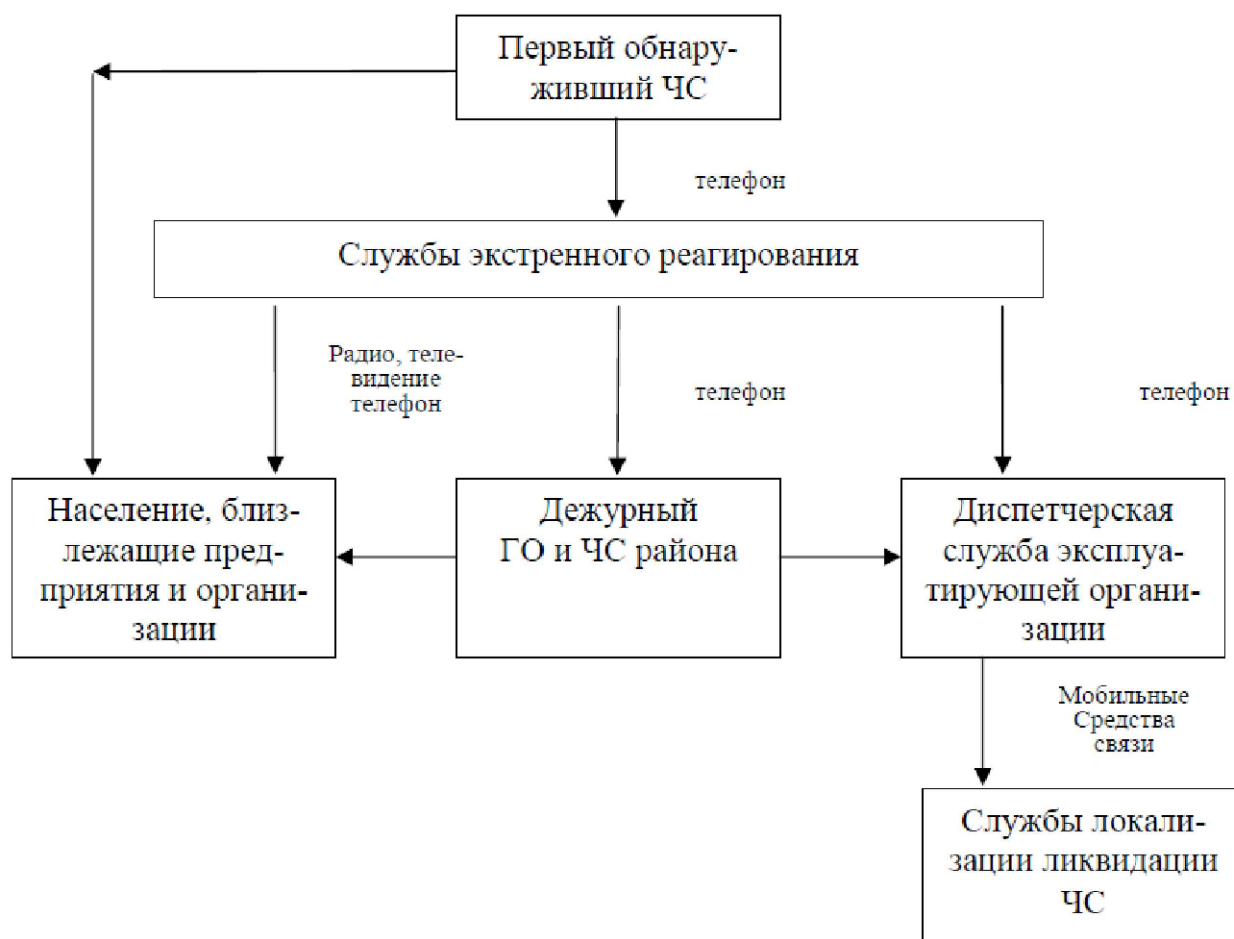 Первый обнару-
живший ЧС
телефон
Службы экстренного реагирования
Радио, теле-
видение
телефон
телефон
телефон
Население, близ-
лежащие пред-
приятия и органи-
зации
Дежурный
ГО и ЧС района
Диспетчерская
служба эксплуа-
тирующей органи-
зации
Мобильные
Средства
связи
Службы локали-
зации ликвидации
ЧС